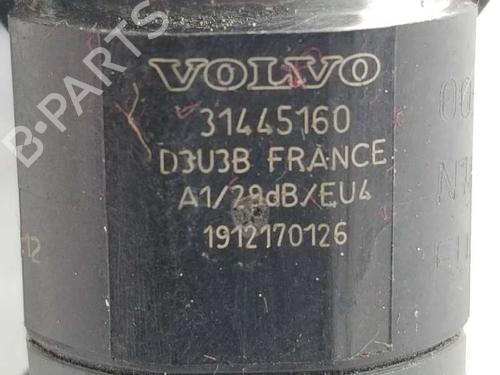 B-PARTS
VOLVO
31445160
D3U3B FRANCE
A1/29dB/EU4
1912170126